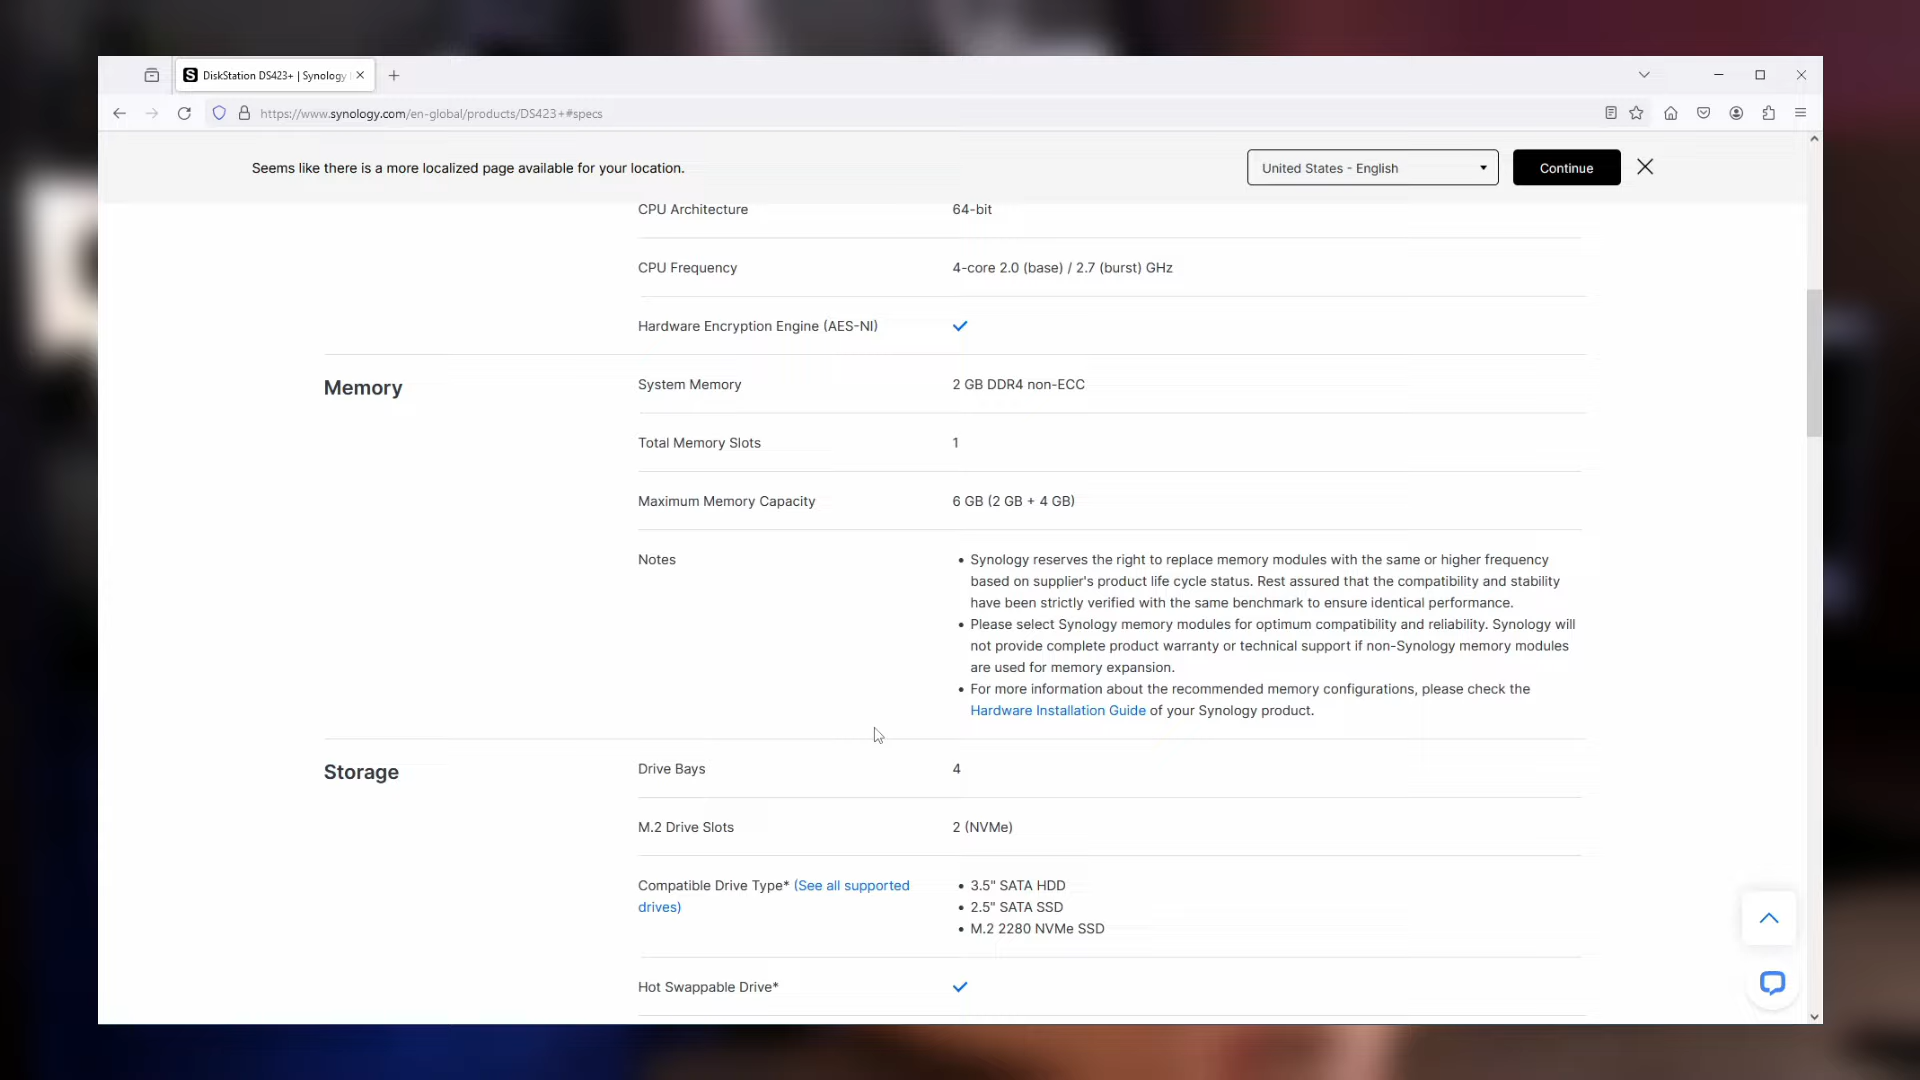 DiskStation DS423+ | Synology
https://www.synology.com/en-global/products/DS423+#specs
Seems like there is a more localized page available for your location.
United States - English
Continue
CPU Architecture 64-bit
CPU Frequency 4-core 2.0 (base) / 2.7 (burst) GHz
Hardware Encryption Engine (AES-NI)
Memory System Memory 2 GB DDR4 non-ECC
Total Memory Slots 1
Maximum Memory Capacity 6 GB (2 GB + 4 GB)
Notes • Synology reserves the right to replace memory modules with the same or higher frequency
based on supplier's product life cycle status. Rest assured that the compatibility and stability
have been strictly verified with the same benchmark to ensure identical performance.
• Please select Synology memory modules for optimum compatibility and reliability. Synology will
not provide complete product warranty or technical support if non-Synology memory modules
are used for memory expansion.
• For more information about the recommended memory configurations, please check the
Hardware Installation Guide of your Synology product.
Storage Drive Bays 4
M.2 Drive Slots 2 (NVMe)
Compatible Drive Type* (See all supported
drives)
• 3.5" SATA HDD
• 2.5" SATA SSD
• M.2 2280 NVMe SSD
Hot Swappable Drive*